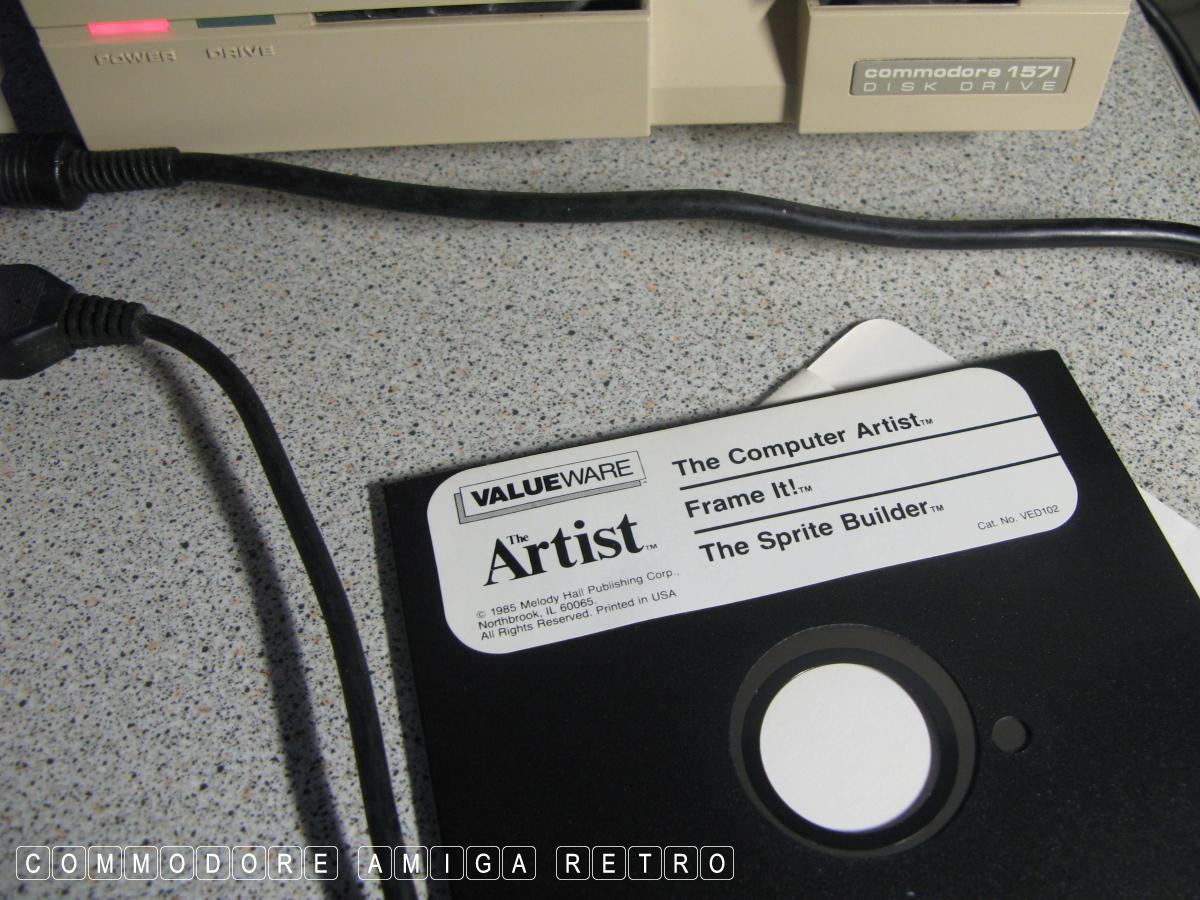 POWER DRIVE
commodore 1571
DISK DRIVE
VALUEWARE
The Artist™
© 1985 Melody Hall Publishing Corp.,
Northbrook, IL 60065.
All Rights Reserved. Printed in USA
The Computer Artist™
Frame It!™
The Sprite Builder™
Cat. No. VED102
COMMODORE AMIGA RETRO